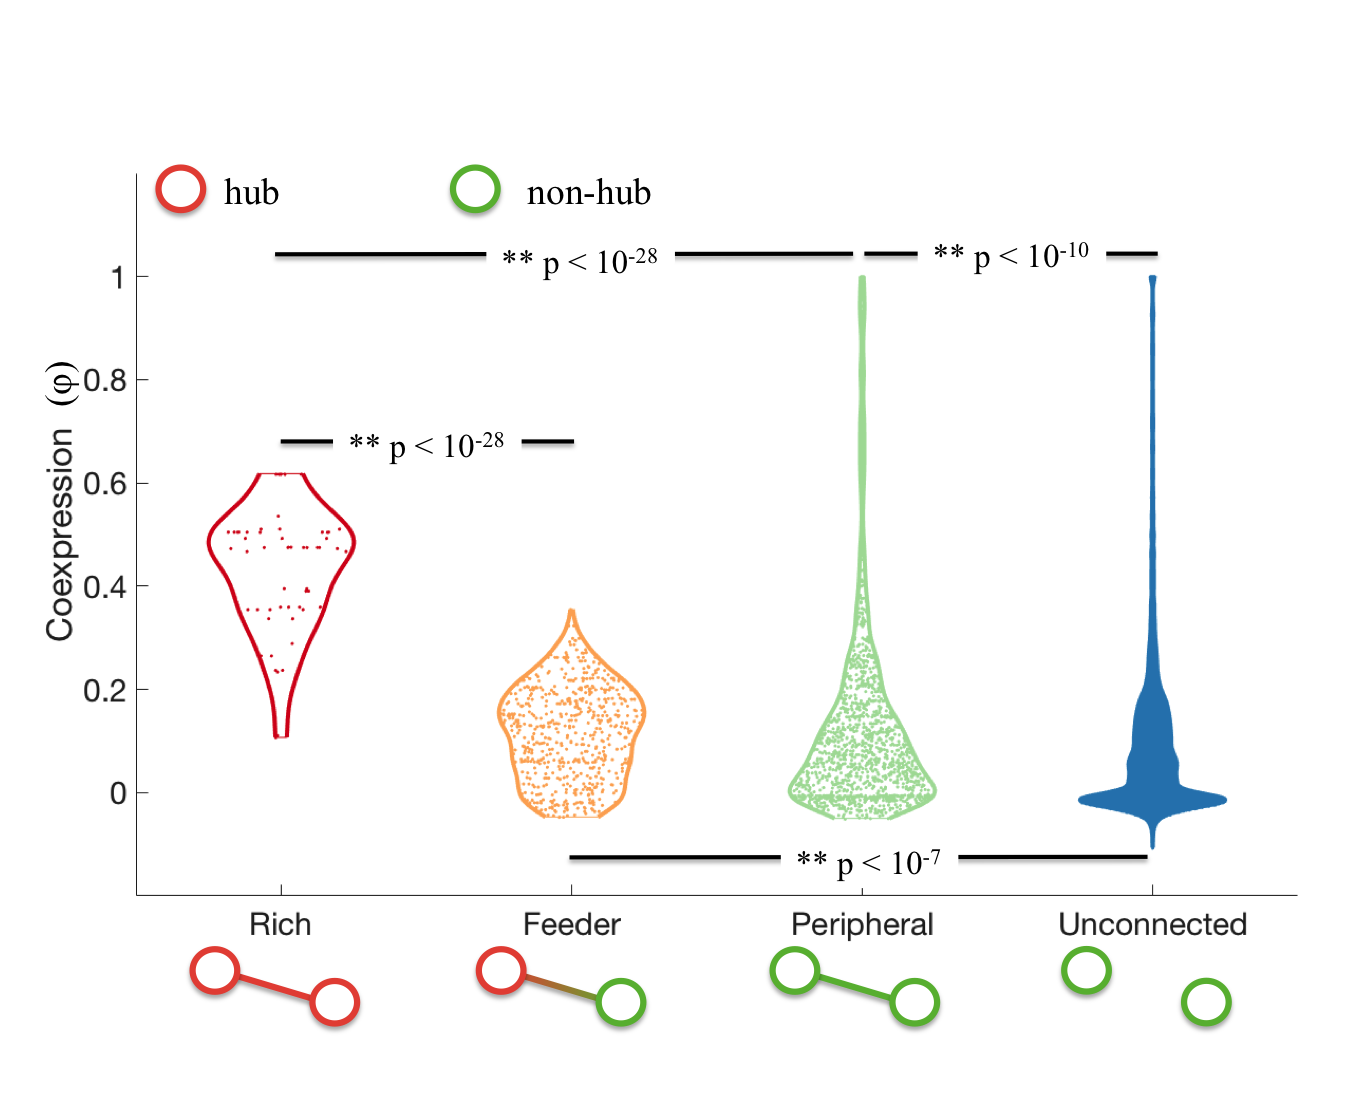 hub
non-hub
** p < 10⁻²⁸
** p < 10⁻¹⁰
1
Coexpression (φ)
0.8
** p < 10⁻²⁸
0.6
0.4
0.2
0
** p < 10⁻⁷
Rich
Feeder
Peripheral
Unconnected